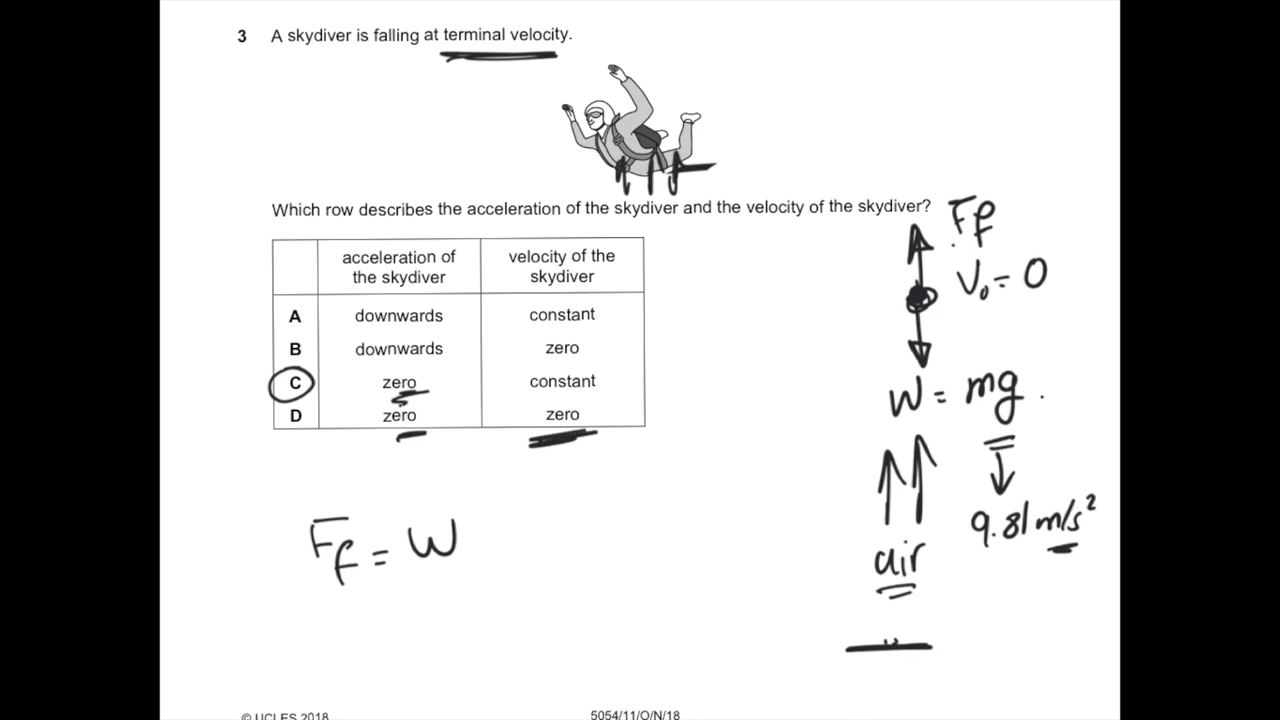 3 A skydiver is falling at terminal velocity.
Which row describes the acceleration of the skydiver and the velocity of the skydiver?
acceleration of the skydiver velocity of the skydiver
A downwards constant
B downwards zero
C zero constant
D zero zero
Ff
V₀ = 0
W = mg
9.81 m/s²
air
Ff = W
© UCLES 2018 5054/11/O/N/18